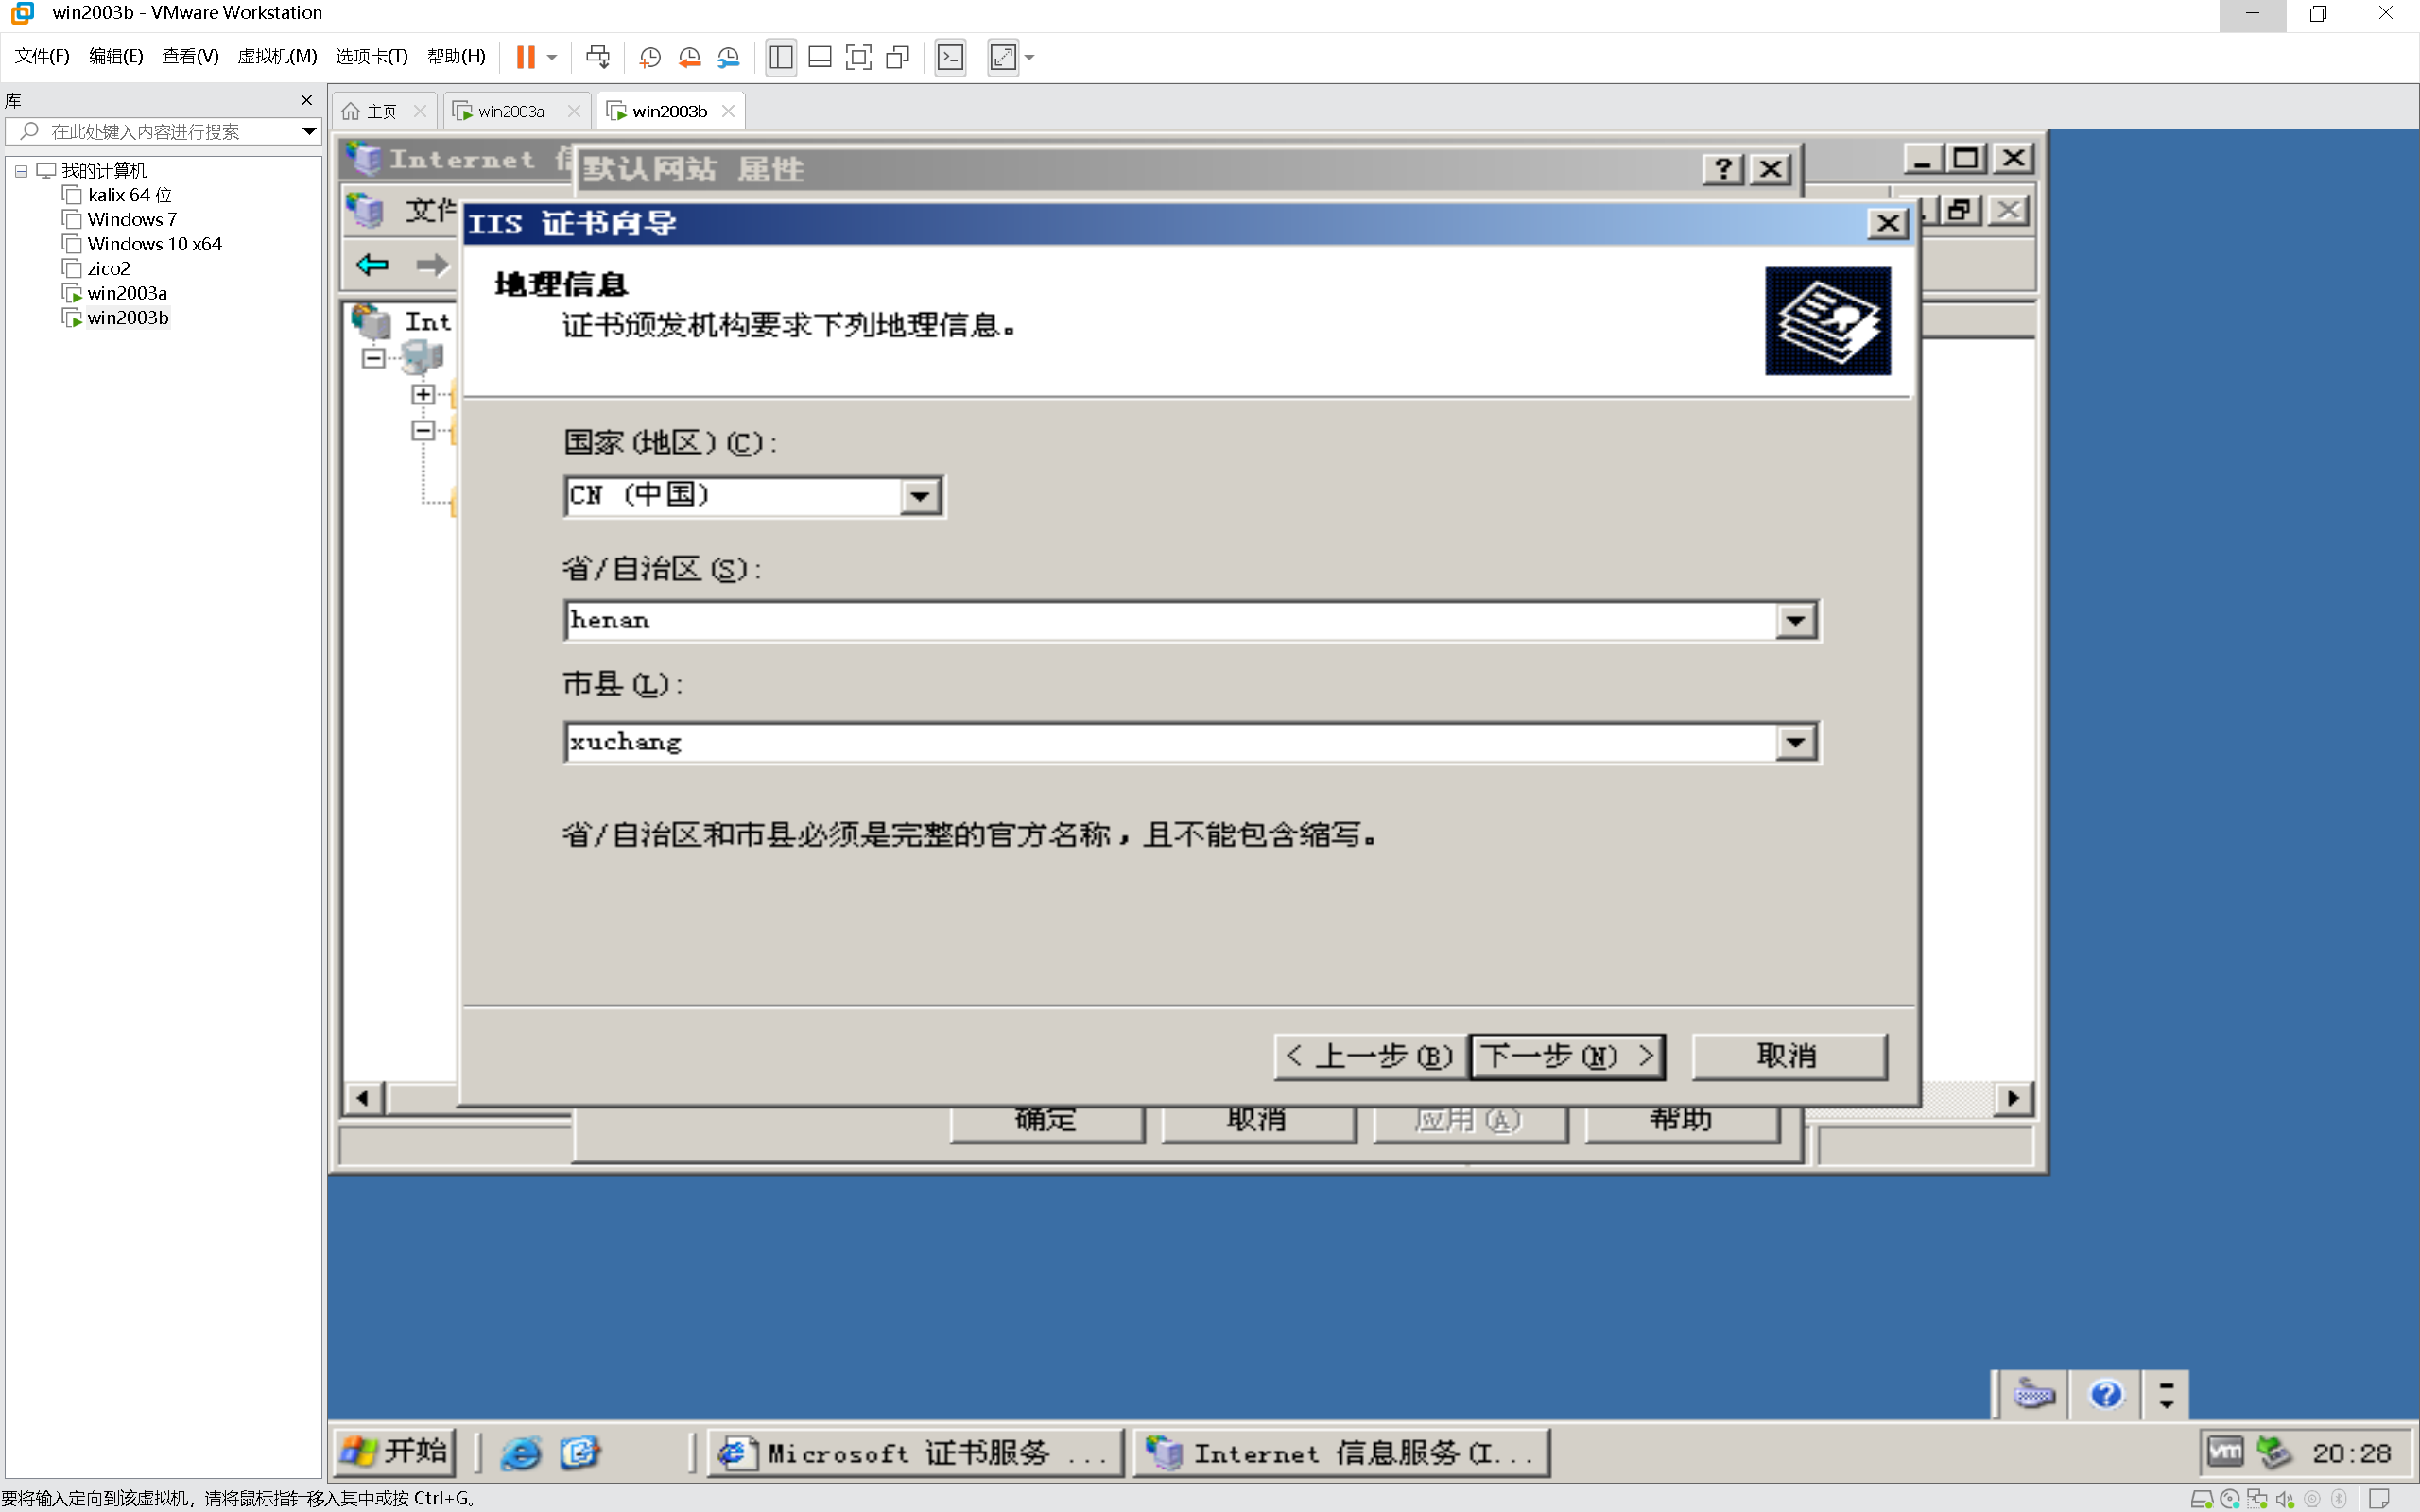 win2003b - VMware Workstation
文件(F) 编辑(E) 查看(V) 虚拟机(M) 选项卡(T) 帮助(H)
库
主页 win2003a win2003b
在此处键入内容进行搜索
我的计算机
kalix 64 位
Windows 7
Windows 10 x64
zico2
win2003a
win2003b
Internet
默认网站 属性
文件
IIS 证书向导
地理信息
证书颁发机构要求下列地理信息。
Int
国家(地区)(C):
CN (中国)
省/自治区(S):
henan
市县(L):
xuchang
省/自治区和市县必须是完整的官方名称，且不能包含缩写。
< 上一步(B) 下一步(N) > 取消
确定 取消 应用(A) 帮助
开始 Microsoft 证书服务 ... Internet 信息服务(I... vm 20:28
要将输入定向到该虚拟机，请将鼠标指针移入其中或按 Ctrl+G。